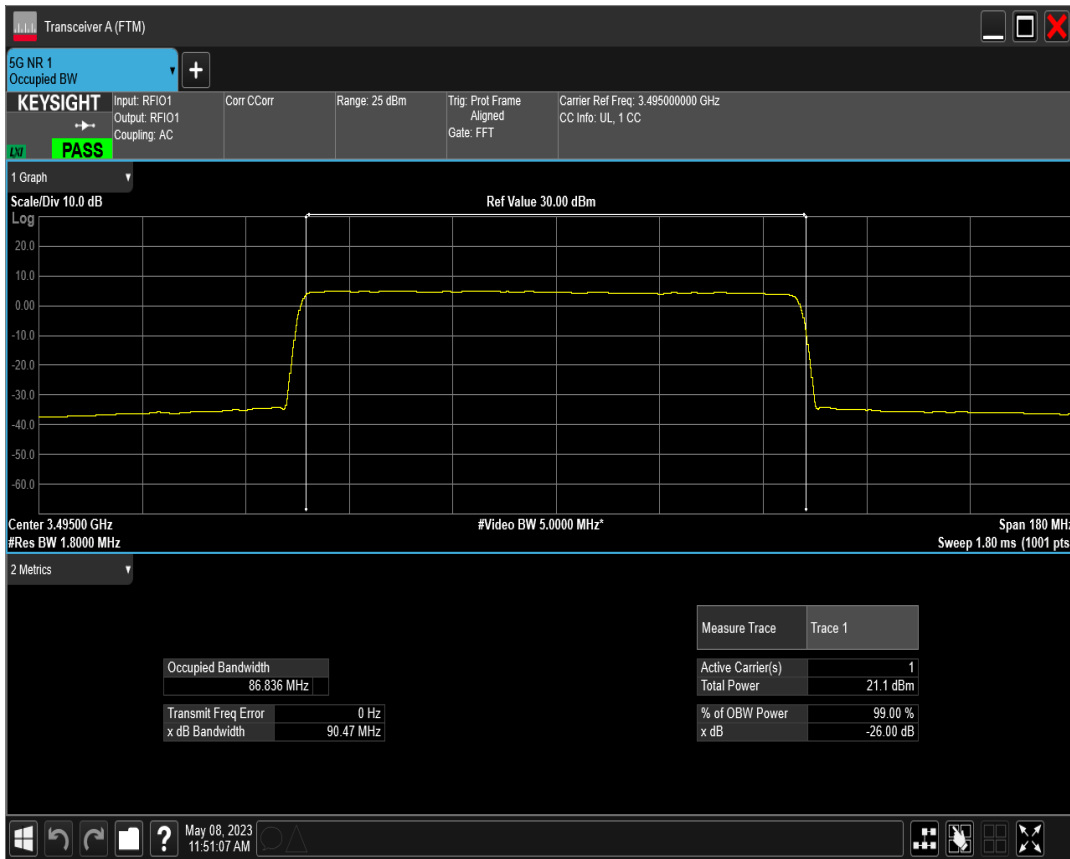 Transceiver A (FTM)
5G NR 1
Occupied BW
+
KEYSIGHT
LXI
PASS
Input: RFIO1
Output: RFIO1
Coupling: AC
Corr CCorr
Range: 25 dBm
Trig: Prot Frame
Aligned
Gate: FFT
Carrier Ref Freq: 3.495000000 GHz
CC Info: UL, 1 CC
1 Graph
Scale/Div 10.0 dB
Ref Value 30.00 dBm
Log
20.0
10.0
0.00
-10.0
-20.0
-30.0
-40.0
-50.0
-60.0
Center 3.49500 GHz
#Video BW 5.0000 MHz*
Span 180 MHz
#Res BW 1.8000 MHz
Sweep 1.80 ms (1001 pts
2 Metrics
Measure Trace Trace 1
Occupied Bandwidth
86.836 MHz
Active Carrier(s) 1
Total Power 21.1 dBm
Transmit Freq Error 0 Hz
x dB Bandwidth 90.47 MHz
% of OBW Power 99.00 %
x dB -26.00 dB
?
May 08, 2023
11:51:07 AM